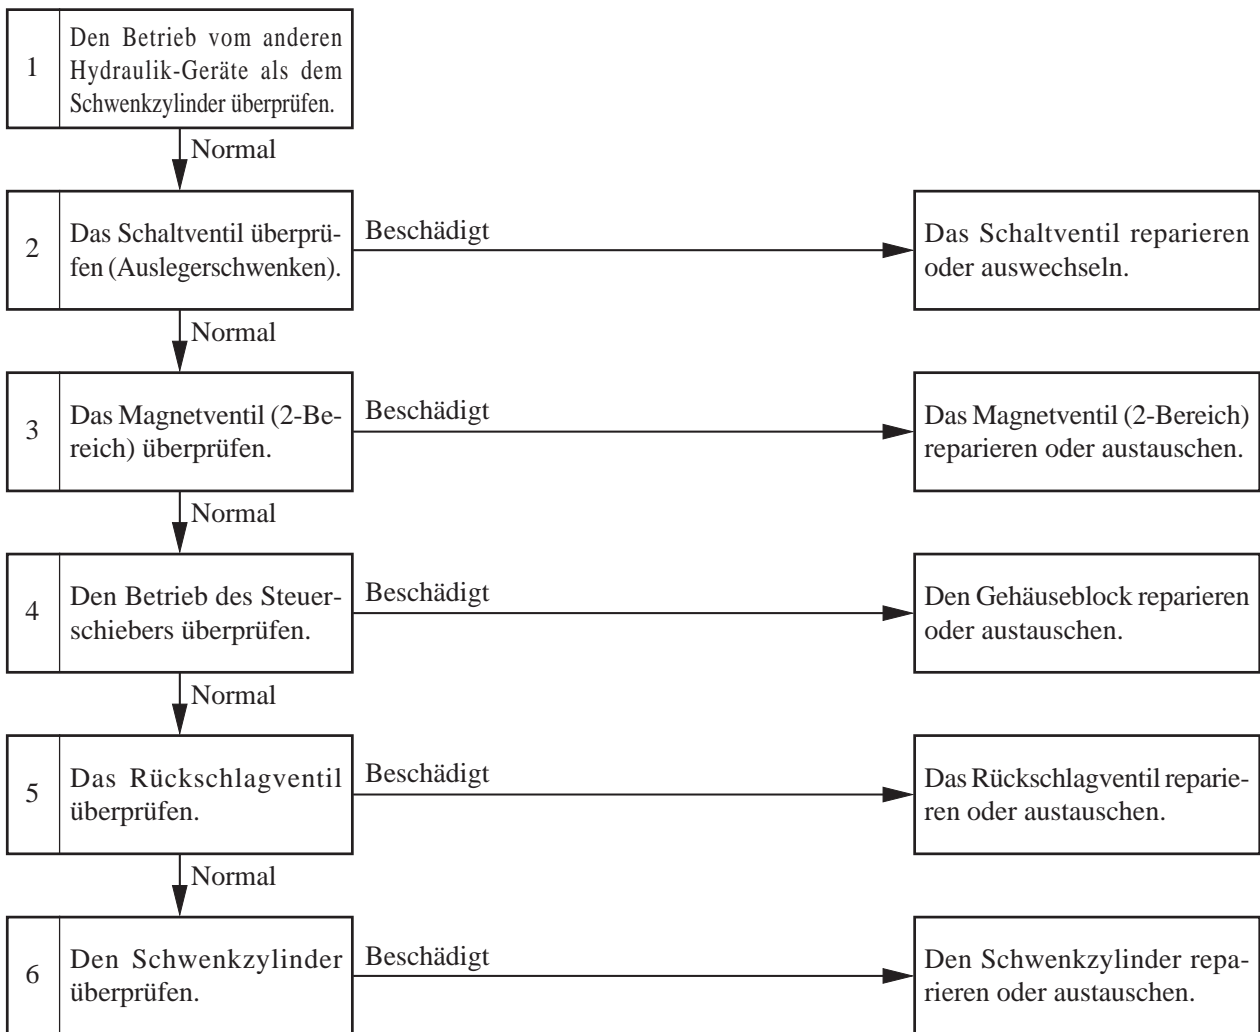 1
Den Betrieb vom anderen
Hydraulik-Geräte als dem
Schwenkzylinder überprüfen.
Normal
2
Das Schaltventil überprü-
fen (Auslegerschwenken).
Beschädigt
Das Schaltventil reparieren
oder auswechseln.
Normal
3
Das Magnetventil (2-Be-
reich) überprüfen.
Beschädigt
Das Magnetventil (2-Bereich)
reparieren oder austauschen.
Normal
4
Den Betrieb des Steuer-
schiebers überprüfen.
Beschädigt
Den Gehäuseblock reparieren
oder austauschen.
Normal
5
Das Rückschlagventil
überprüfen.
Beschädigt
Das Rückschlagventil reparie-
ren oder austauschen.
Normal
6
Den Schwenkzylinder
überprüfen.
Beschädigt
Den Schwenkzylinder repa-
rieren oder austauschen.